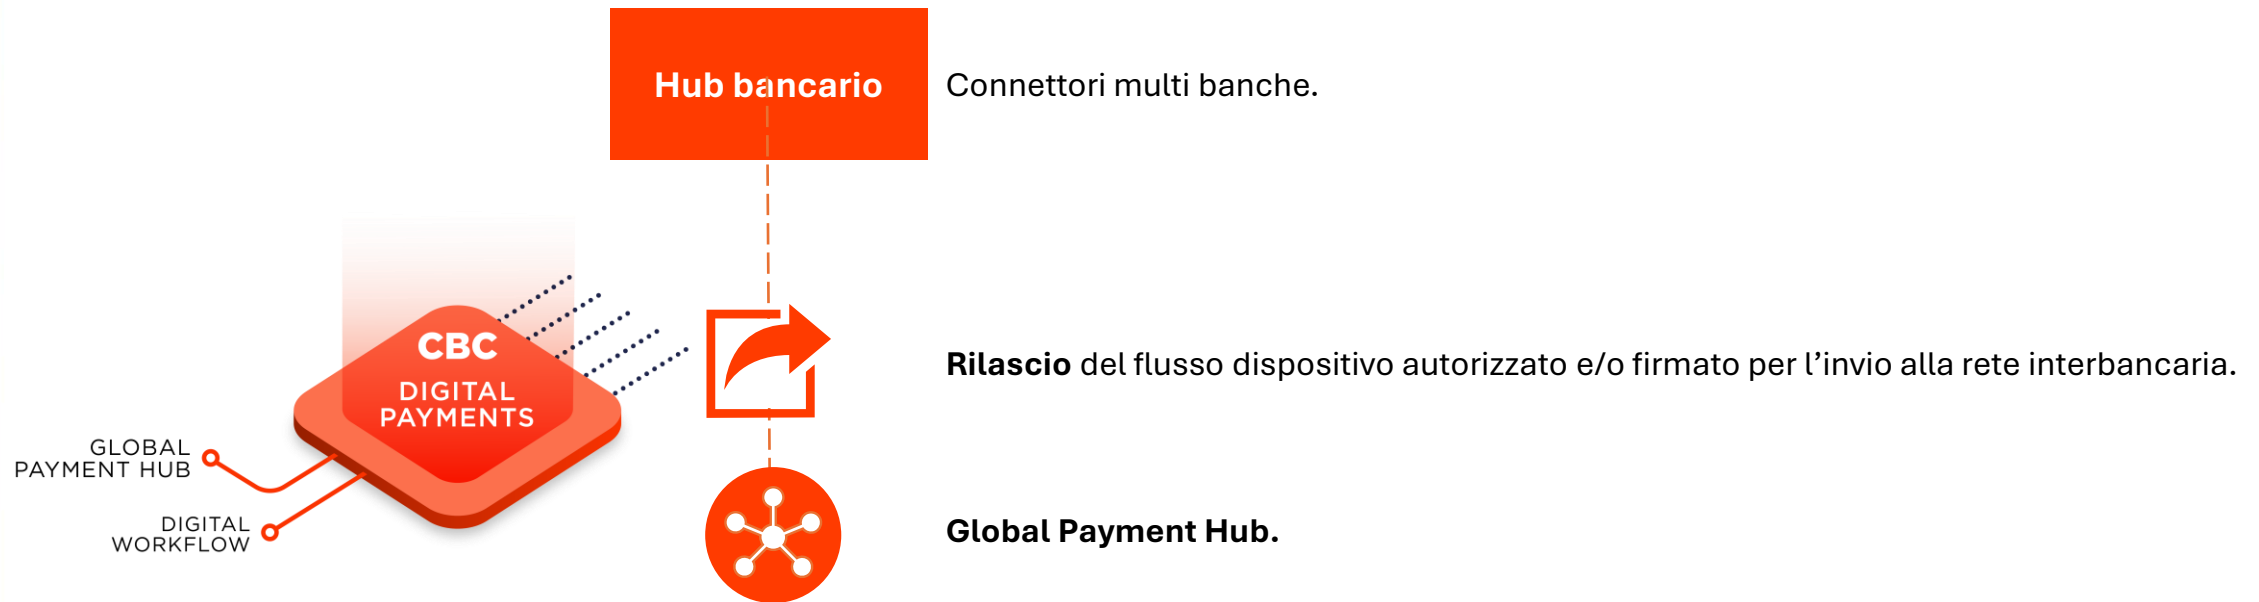 Hub bancario
Connettori multi banche.
CBC
DIGITAL
PAYMENTS
GLOBAL
PAYMENT HUB
DIGITAL
WORKFLOW
Rilascio del flusso dispositivo autorizzato e/o firmato per l’invio alla rete interbancaria.
Global Payment Hub.